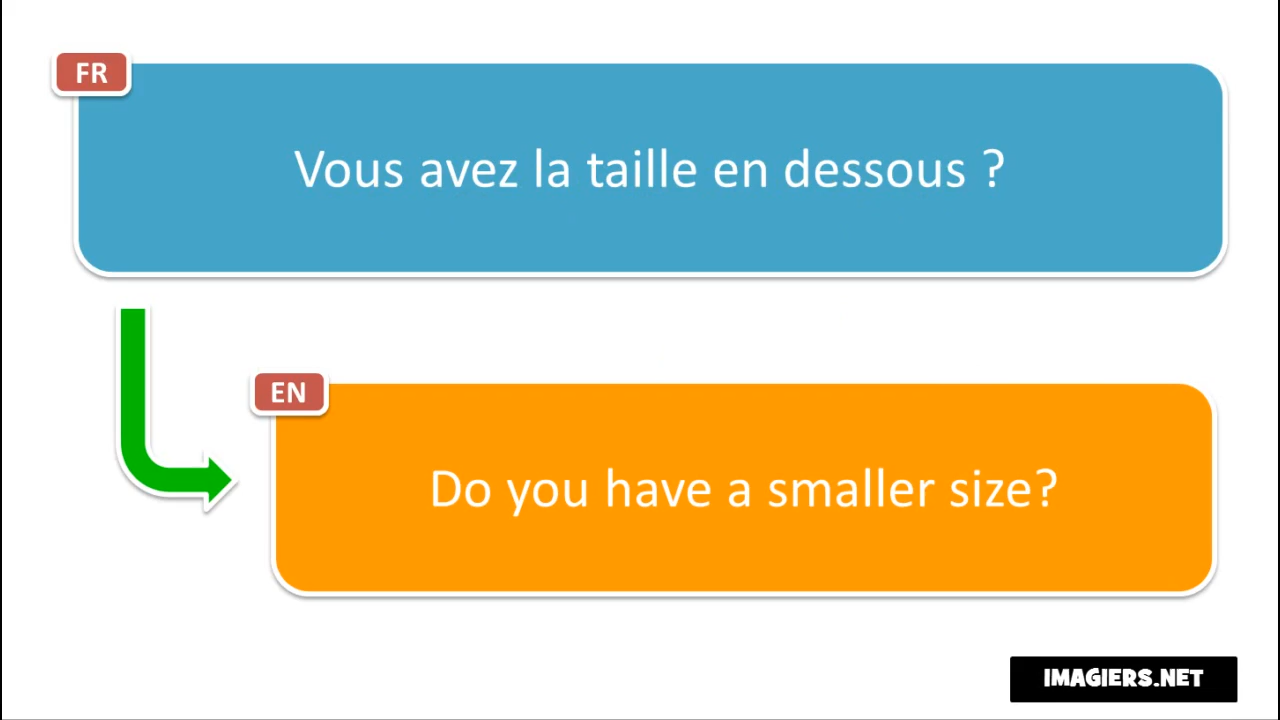 FR
Vous avez la taille en dessous ?
EN
Do you have a smaller size?
IMAGIERS.NET